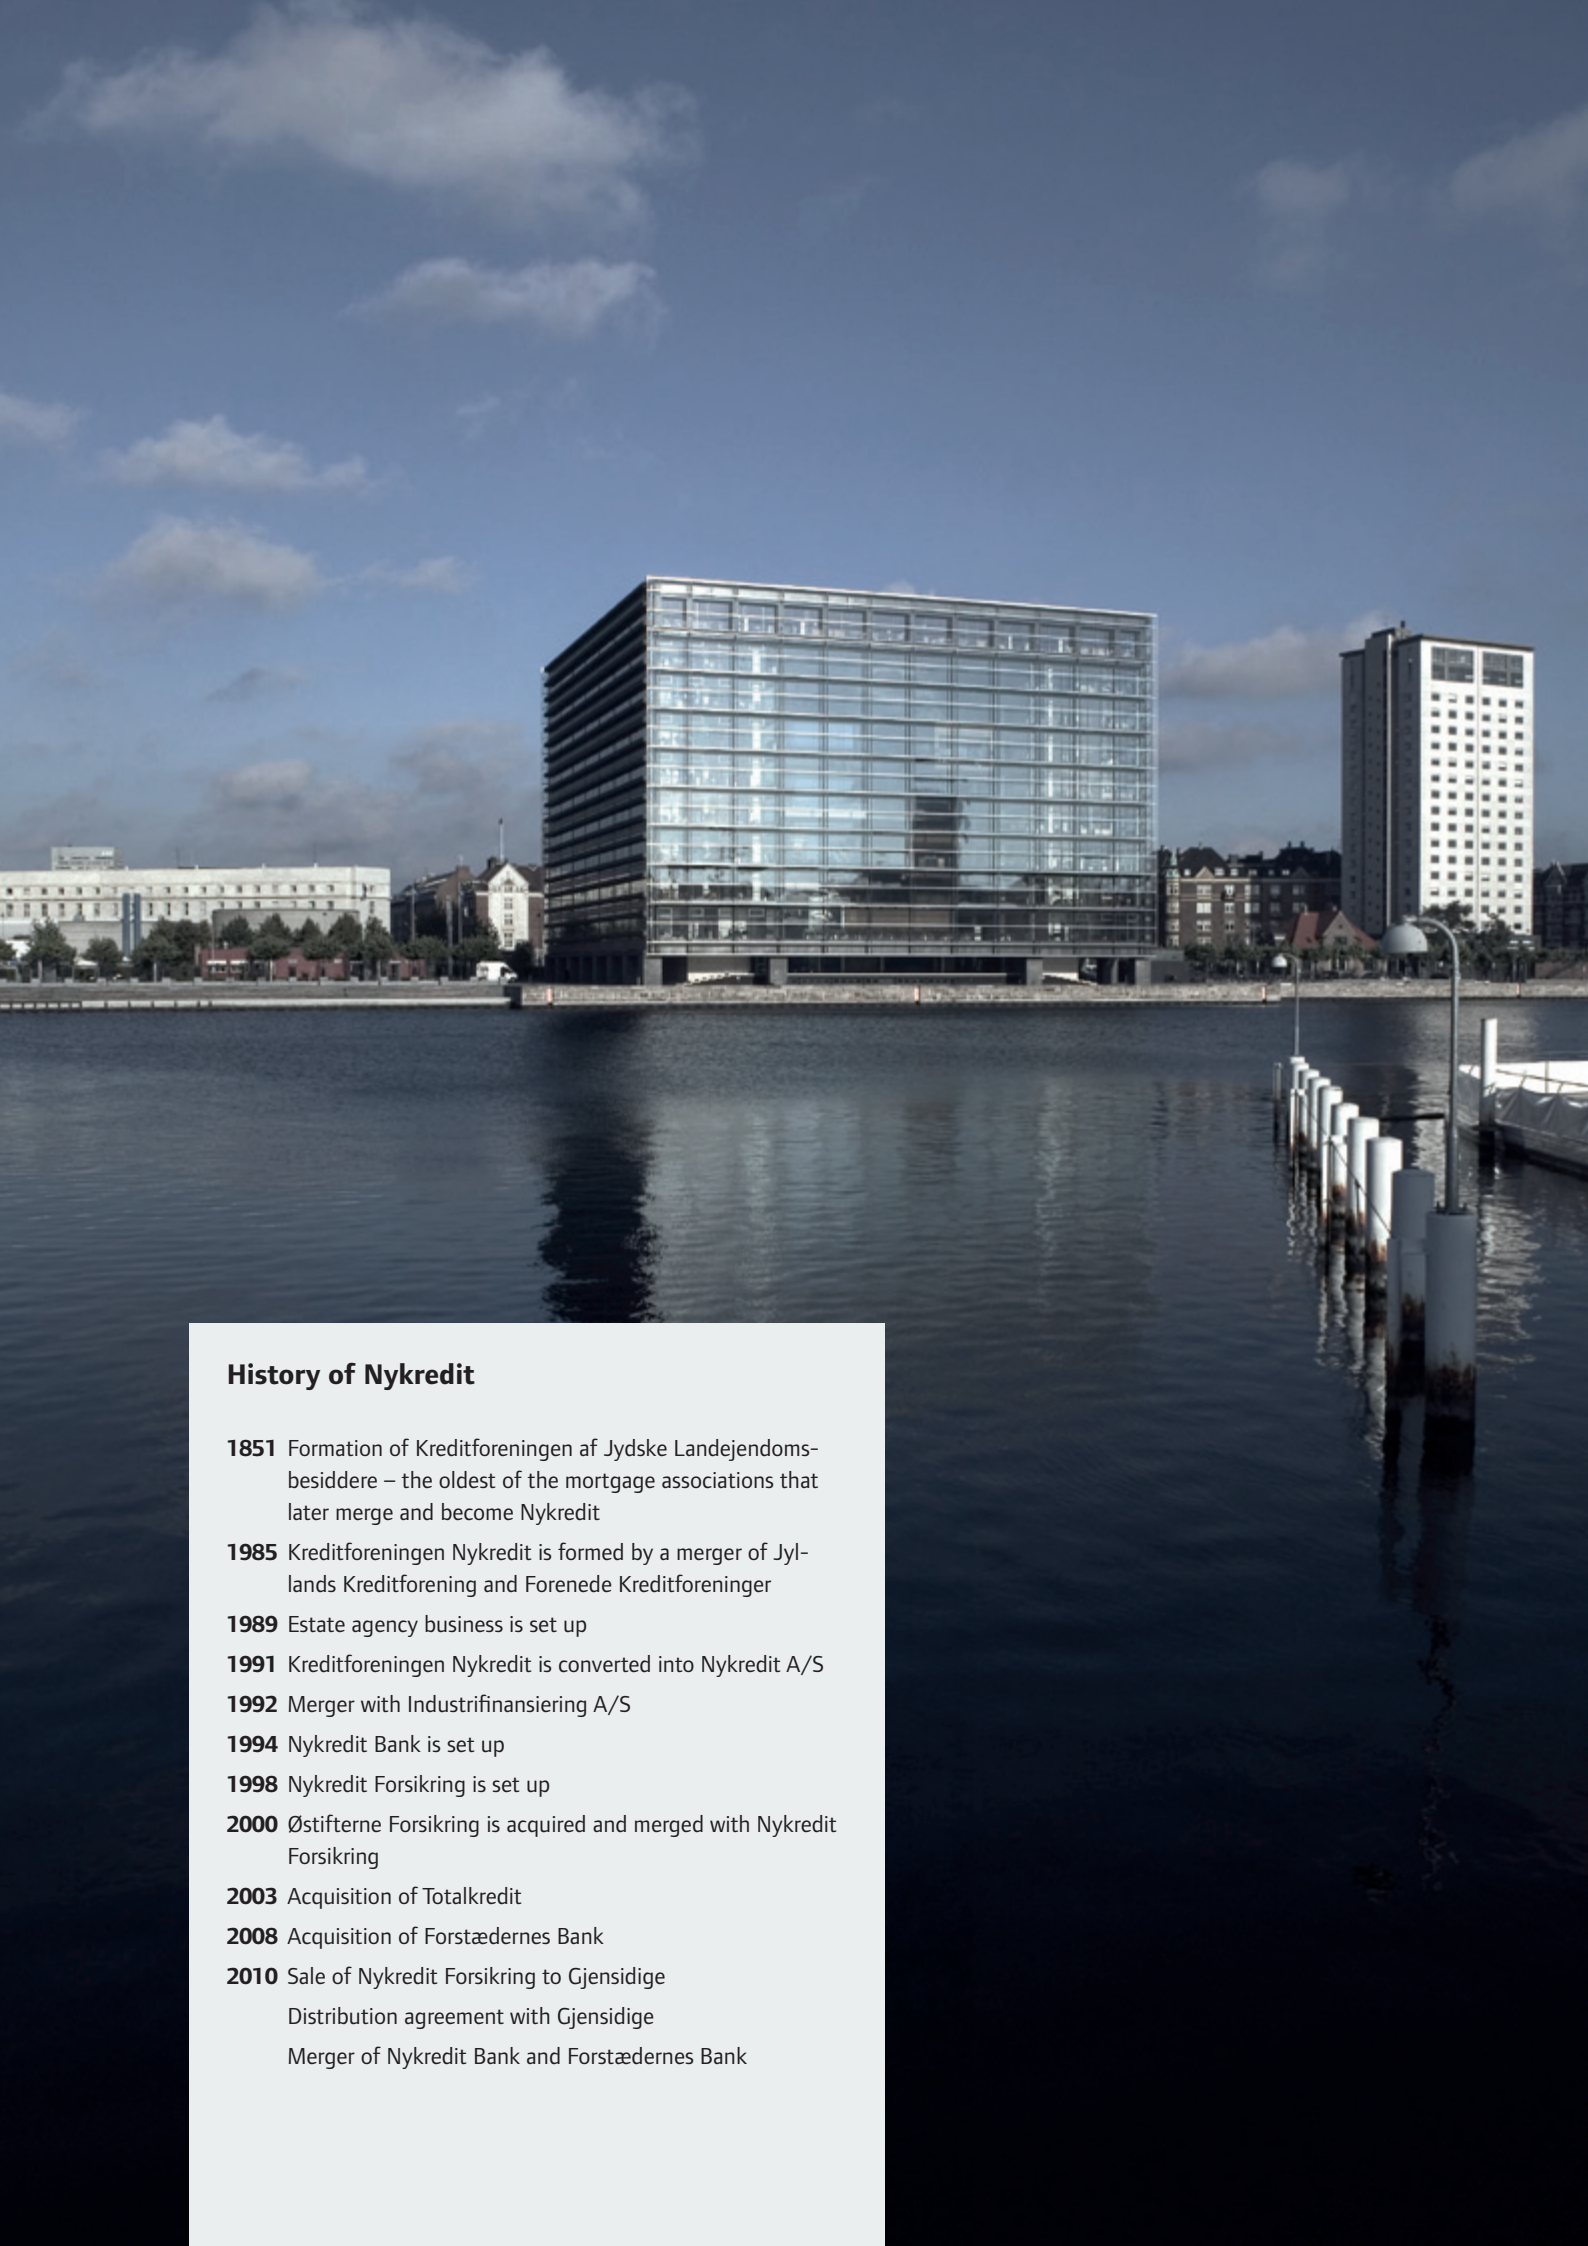 History of Nykredit
1851 Formation of Kreditforeningen af Jydske Landejendoms-
besiddere – the oldest of the mortgage associations that
later merge and become Nykredit
1985 Kreditforeningen Nykredit is formed by a merger of Jyl-
lands Kreditforening and Forenede Kreditforeninger
1989 Estate agency business is set up
1991 Kreditforeningen Nykredit is converted into Nykredit A/S
1992 Merger with Industrifinansiering A/S
1994 Nykredit Bank is set up
1998 Nykredit Forsikring is set up
2000 Østifterne Forsikring is acquired and merged with Nykredit
Forsikring
2003 Acquisition of Totalkredit
2008 Acquisition of Forstædernes Bank
2010 Sale of Nykredit Forsikring to Gjensidige
Distribution agreement with Gjensidige
Merger of Nykredit Bank and Forstædernes Bank